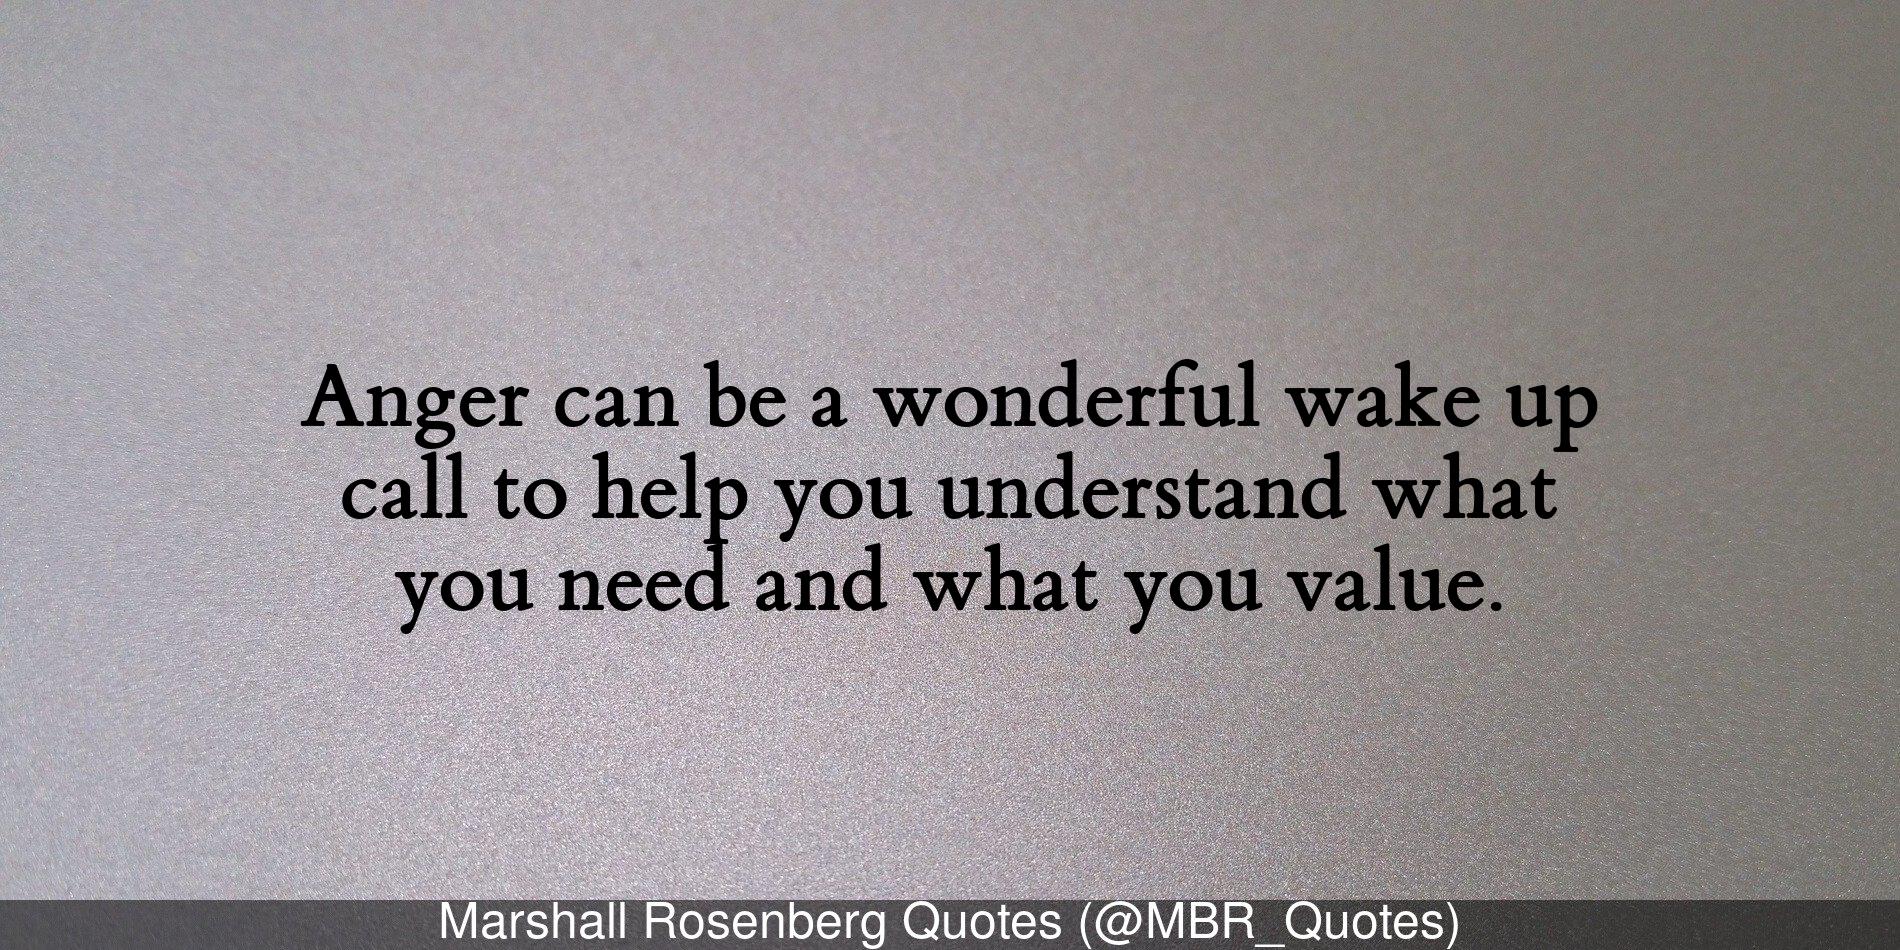 Anger can be a wonderful wake up
call to help you understand what
you need and what you value.
Marshall Rosenberg Quotes (@MBR_Quotes)